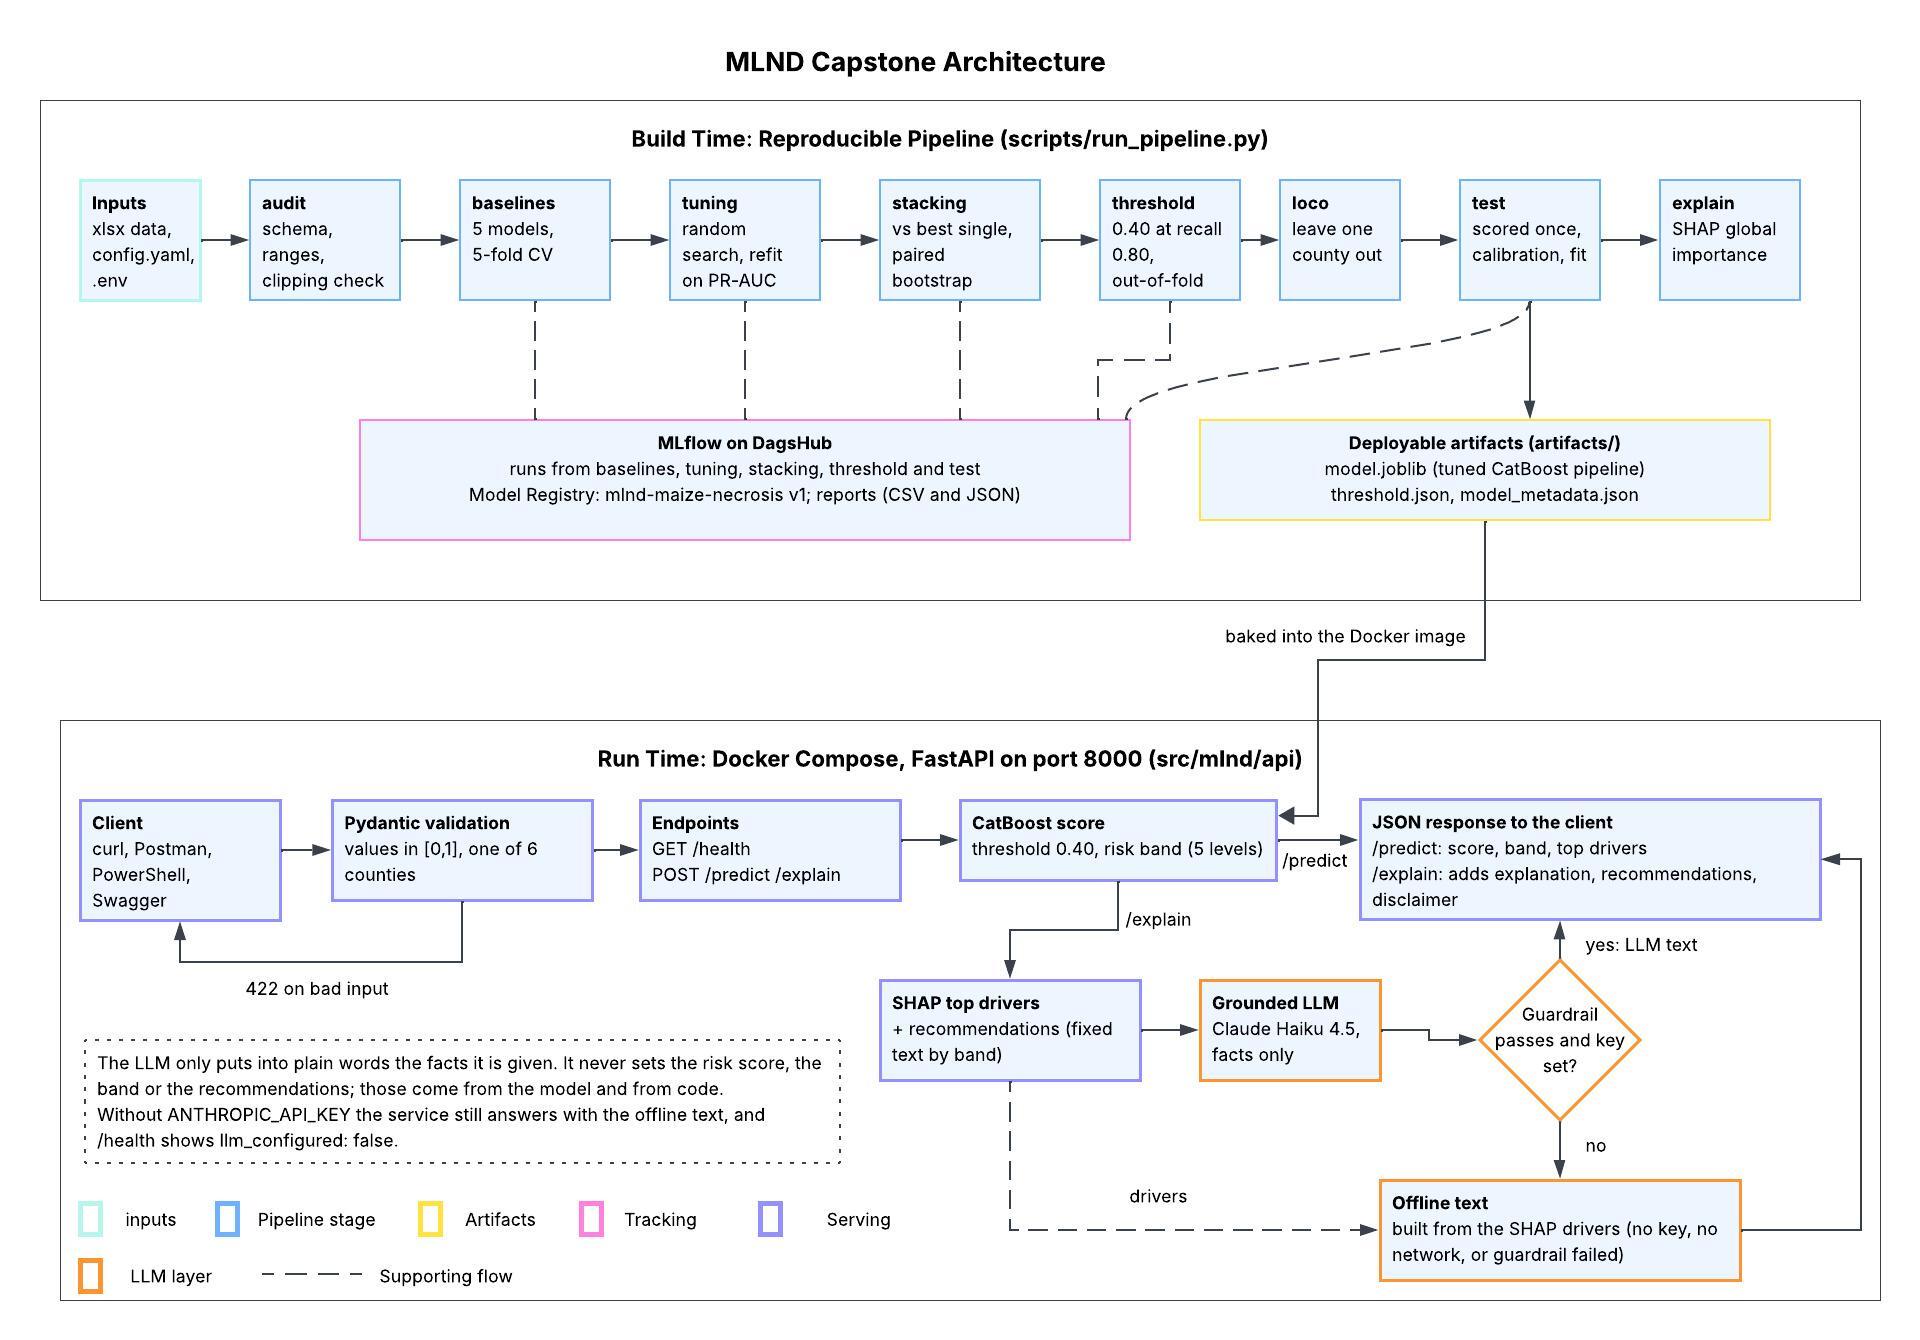 MLND Capstone Architecture
Build Time: Reproducible Pipeline (scripts/run_pipeline.py)
Inputs
xlsx data,
config.yaml,
.env
audit
schema,
ranges,
clipping check
baselines
5 models,
5-fold CV
tuning
random
search, refit
on PR-AUC
stacking
vs best single,
paired
bootstrap
threshold
0.40 at recall
0.80,
out-of-fold
loco
leave one
county out
test
scored once,
calibration, fit
explain
SHAP global
importance
MLflow on DagsHub
runs from baselines, tuning, stacking, threshold and test
Model Registry: mlnd-maize-necrosis v1; reports (CSV and JSON)
Deployable artifacts (artifacts/)
model.joblib (tuned CatBoost pipeline)
threshold.json, model_metadata.json
baked into the Docker image
Run Time: Docker Compose, FastAPI on port 8000 (src/mlnd/api)
Client
curl, Postman,
PowerShell,
Swagger
Pydantic validation
values in [0,1], one of 6
counties
Endpoints
GET /health
POST /predict /explain
CatBoost score
threshold 0.40, risk band (5 levels)
/predict
JSON response to the client
/predict: score, band, top drivers
/explain: adds explanation, recommendations,
disclaimer
/explain
yes: LLM text
422 on bad input
SHAP top drivers
+ recommendations (fixed
text by band)
Grounded LLM
Claude Haiku 4.5,
facts only
Guardrail
passes and key
set?
The LLM only puts into plain words the facts it is given. It never sets the risk score, the
band or the recommendations; those come from the model and from code.
Without ANTHROPIC_API_KEY the service still answers with the offline text, and
/health shows llm_configured: false.
no
drivers
Offline text
built from the SHAP drivers (no key, no
network, or guardrail failed)
inputs
Pipeline stage
Artifacts
Tracking
Serving
LLM layer
Supporting flow